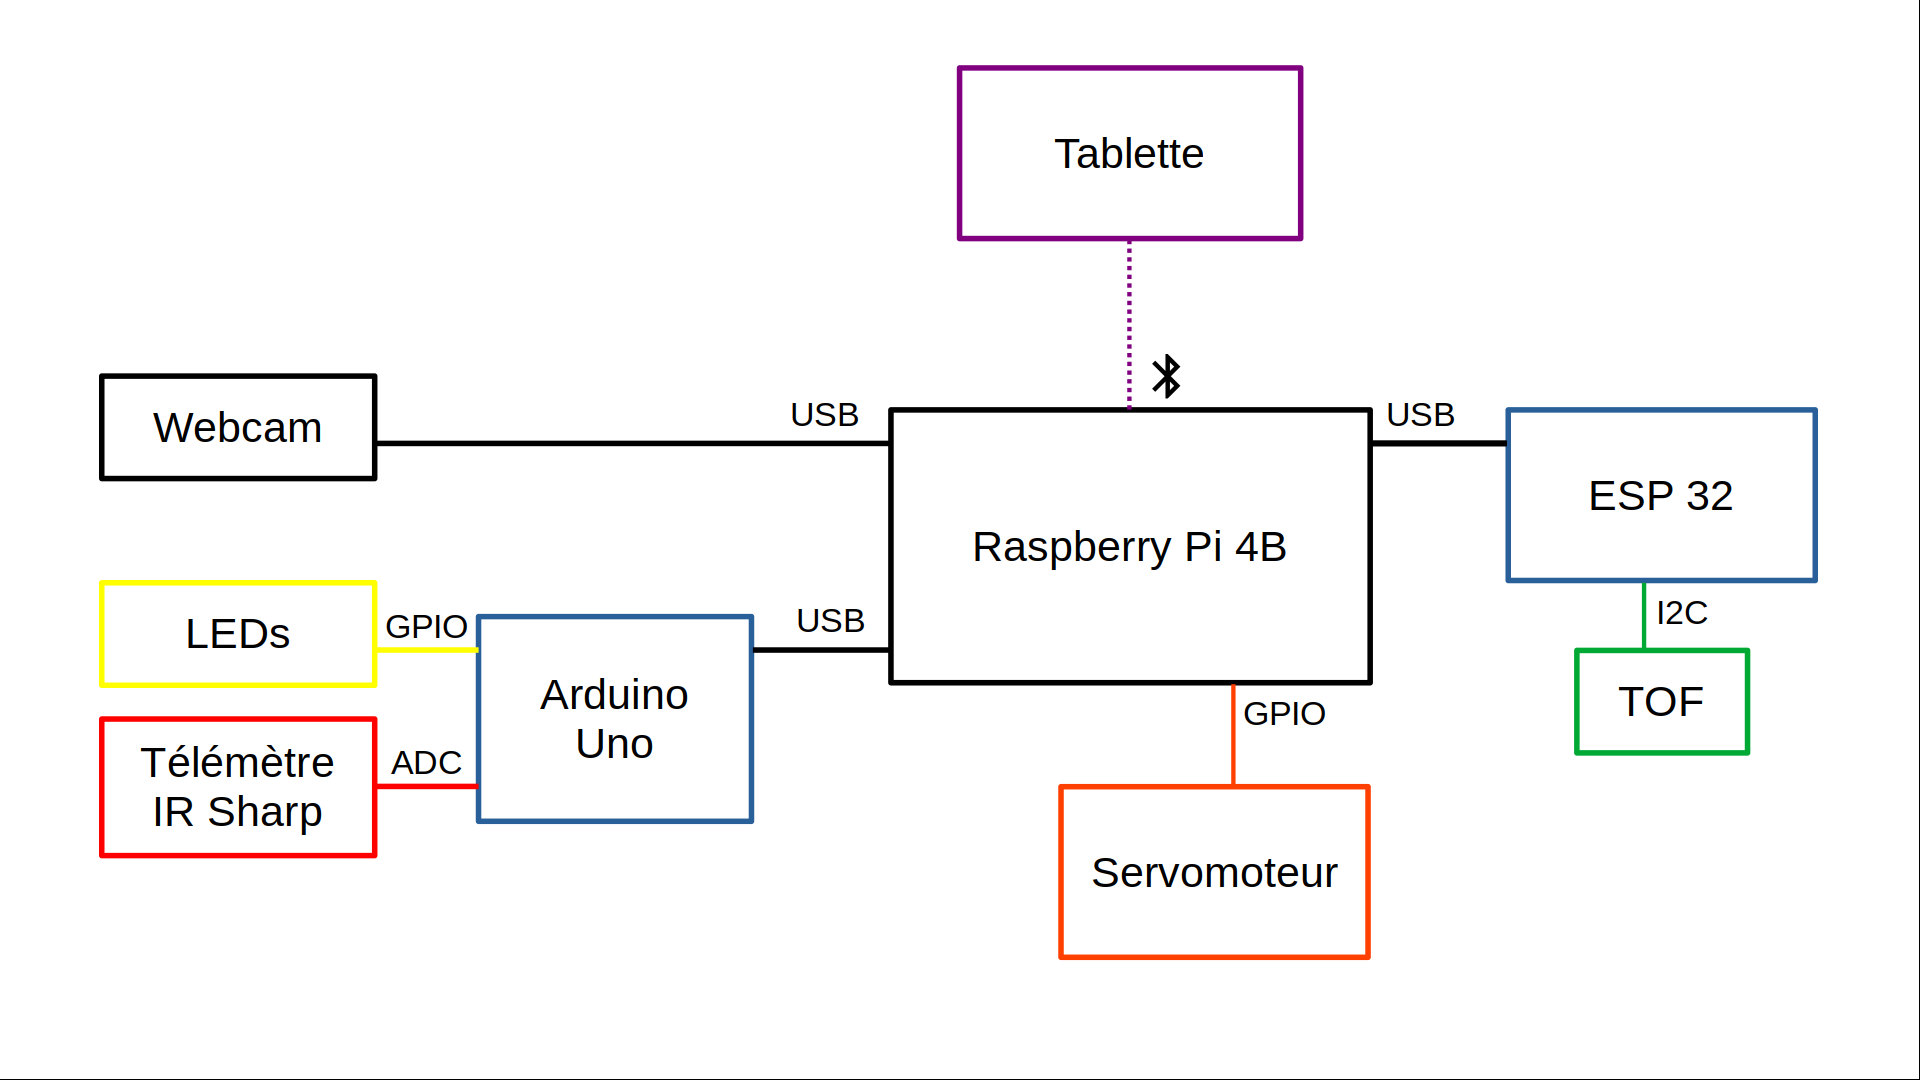 Tablette
Webcam
USB
USB
ESP 32
Raspberry Pi 4B
LEDs
GPIO
USB
I2C
Arduino
Uno
TOF
GPIO
Télémètre
IR Sharp
ADC
Servomoteur